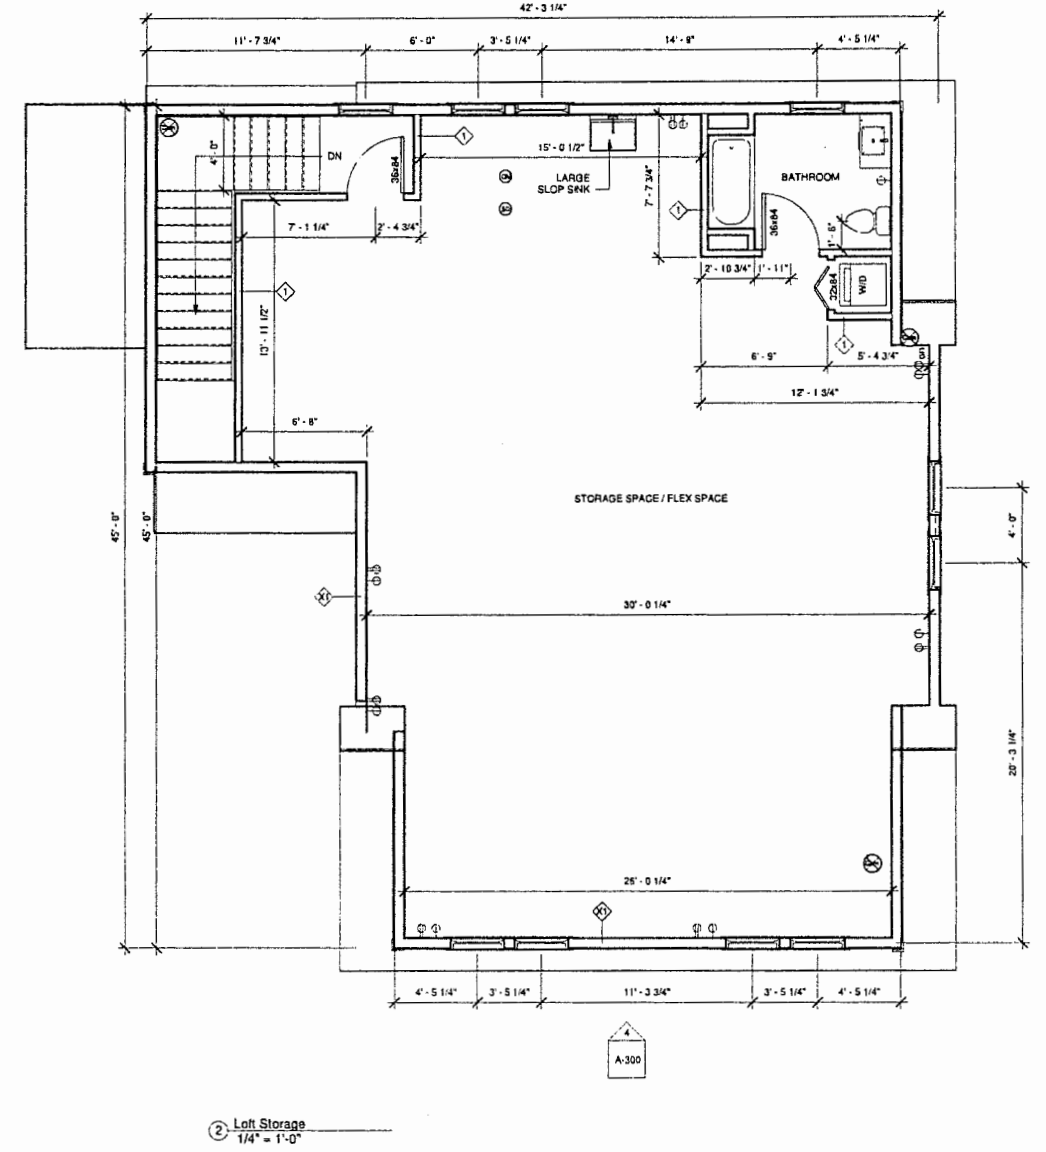 42' - 3 1/4"
11' - 7 3/4"
6' - 0"
3' - 5 1/4"
14' - 9"
4' - 5 1/4"
4' - 0"
DN
36x84
1
15' - 0 1/2"
LARGE
SLOP SINK
7' - 7 3/4"
BATHROOM
1
36x84
1' - 6"
7' - 1 1/4"
2' - 4 3/4"
2' - 10 3/4"
1' - 11"
32x84
W/D
1
13' - 11 1/2"
1
6' - 9"
5' - 4 3/4"
12' - 1 3/4"
6' - 8"
STORAGE SPACE / FLEX SPACE
45' - 0"
45' - 0"
4' - 0"
X1
30' - 0 1/4"
20' - 3 1/4"
26' - 0 1/4"
X1
4' - 5 1/4"
3' - 5 1/4"
11' - 3 3/4"
3' - 5 1/4"
4' - 5 1/4"
4
A-300
2
Loft Storage
1/4" = 1'-0"